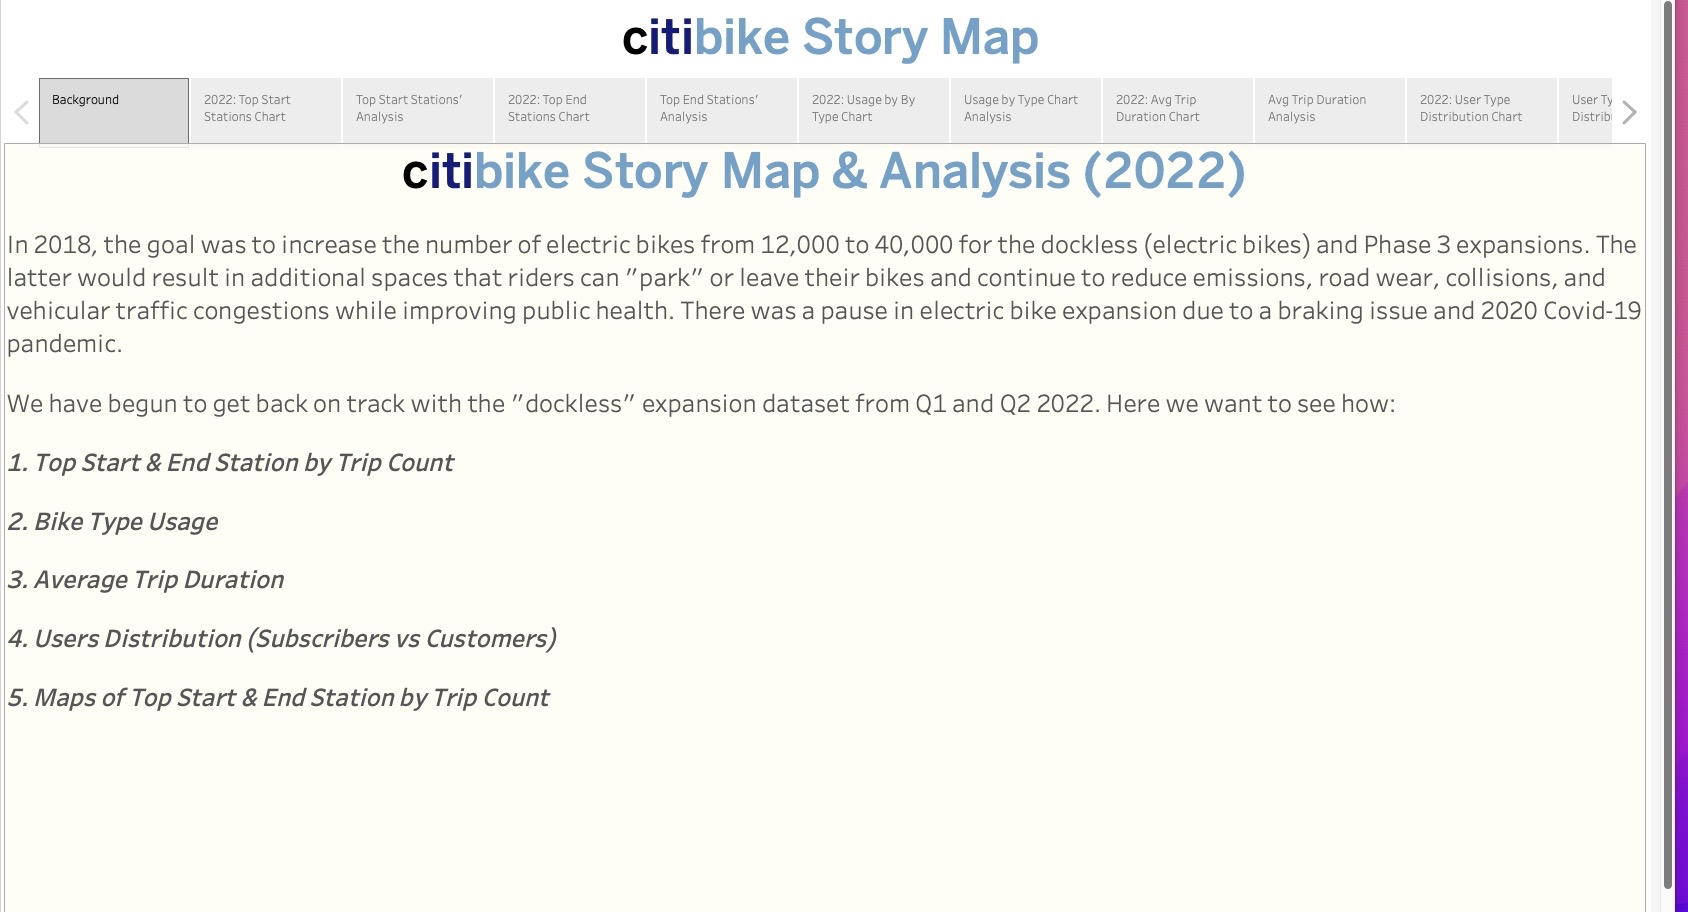 citibike Story Map
Background
2022: Top Start
Stations Chart
Top Start Stations'
Analysis
2022: Top End
Stations Chart
Top End Stations'
Analysis
2022: Usage by By
Type Chart
Usage by Type Chart
Analysis
2022: Avg Trip
Duration Chart
Avg Trip Duration
Analysis
2022: User Type
Distribution Chart
User Ty
Distrib
citibike Story Map & Analysis (2022)
In 2018, the goal was to increase the number of electric bikes from 12,000 to 40,000 for the dockless (electric bikes) and Phase 3 expansions. The
latter would result in additional spaces that riders can "park" or leave their bikes and continue to reduce emissions, road wear, collisions, and
vehicular traffic congestions while improving public health. There was a pause in electric bike expansion due to a braking issue and 2020 Covid-19
pandemic.
We have begun to get back on track with the "dockless" expansion dataset from Q1 and Q2 2022. Here we want to see how:
1. Top Start & End Station by Trip Count
2. Bike Type Usage
3. Average Trip Duration
4. Users Distribution (Subscribers vs Customers)
5. Maps of Top Start & End Station by Trip Count